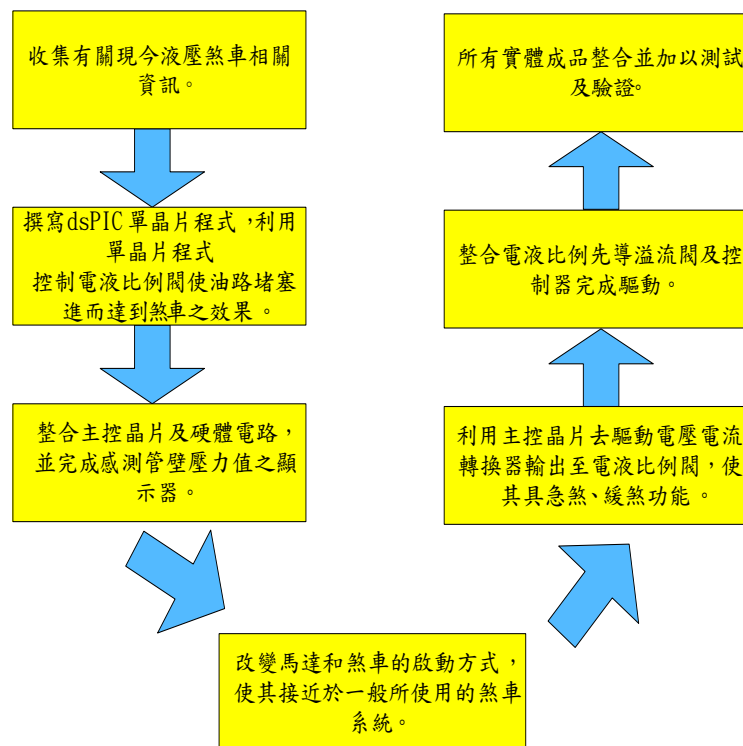 收集有關現今液壓煞車相關
資訊。
撰寫dsPIC單晶片程式,利用
單晶片程式
控制電液比例閥使油路堵塞
進而達到煞車之效果。
整合主控晶片及硬體電路,
並完成感測管壁壓力值之顯
示器。
改變馬達和煞車的啟動方式,
使其接近於一般所使用的煞車
系統。
利用主控晶片去驅動電壓電流
轉換器輸出至電液比例閥,使
其具急煞、緩煞功能。
整合電液比例先導溢流閥及控
制器完成驅動。
所有實體成品整合並加以測試
及驗證。